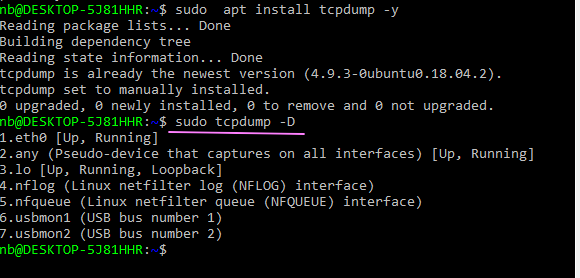 nb@DESKTOP-5J81HHR:~$ sudo  apt install tcpdump -y
Reading package lists... Done
Building dependency tree
Reading state information... Done
tcpdump is already the newest version (4.9.3-0ubuntu0.18.04.2).
tcpdump set to manually installed.
0 upgraded, 0 newly installed, 0 to remove and 0 not upgraded.
nb@DESKTOP-5J81HHR:~$ sudo tcpdump -D
1.eth0 [Up, Running]
2.any (Pseudo-device that captures on all interfaces) [Up, Running]
3.lo [Up, Running, Loopback]
4.nflog (Linux netfilter log (NFLOG) interface)
5.nfqueue (Linux netfilter queue (NFQUEUE) interface)
6.usbmon1 (USB bus number 1)
7.usbmon2 (USB bus number 2)
nb@DESKTOP-5J81HHR:~$